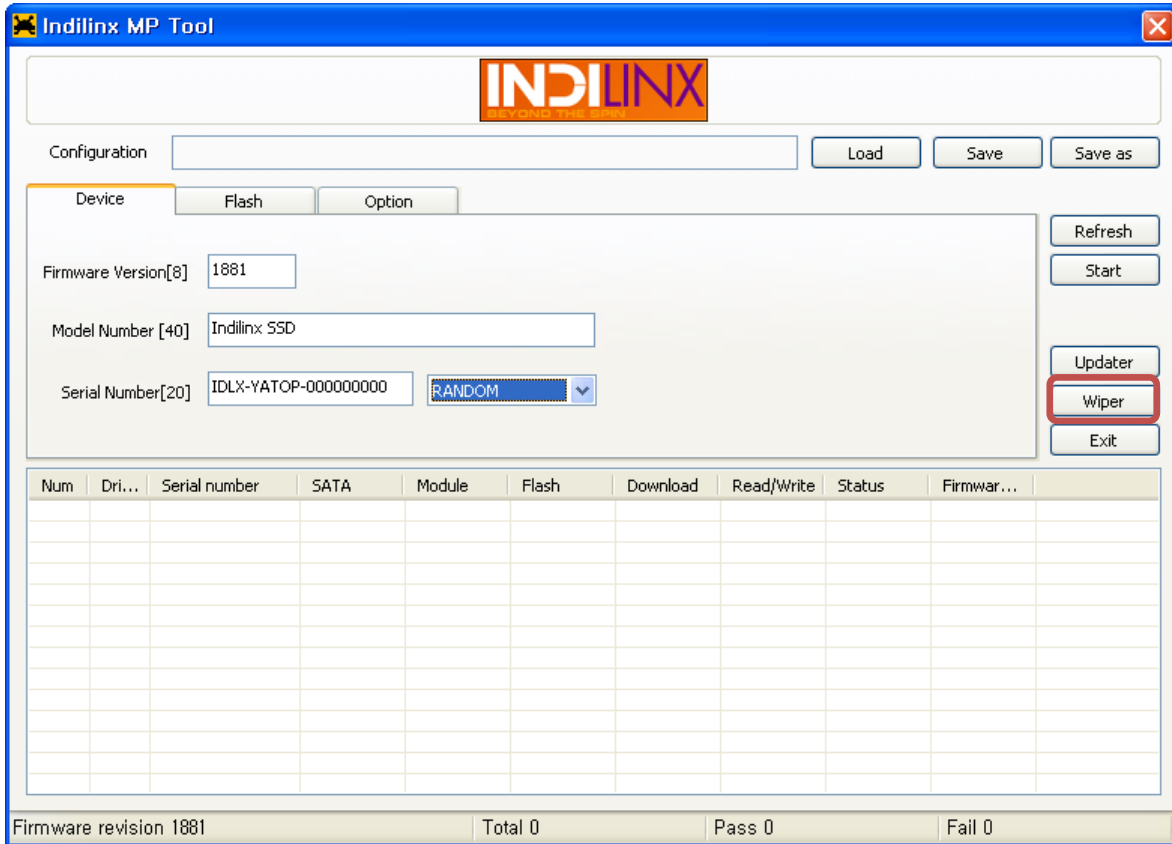 Indilinx MP Tool
INDILINX
BEYOND THE SPIN
Configuration Load Save Save as
Device Flash Option
Refresh
Firmware Version[8] 1881 Start
Model Number [40] Indilinx SSD
Updater
Serial Number[20] IDLX-YATOP-000000000 RANDOM
Wiper
Exit
Num Dri... Serial number SATA Module Flash Download Read/Write Status Firmwar...
Firmware revision 1881 Total 0 Pass 0 Fail 0